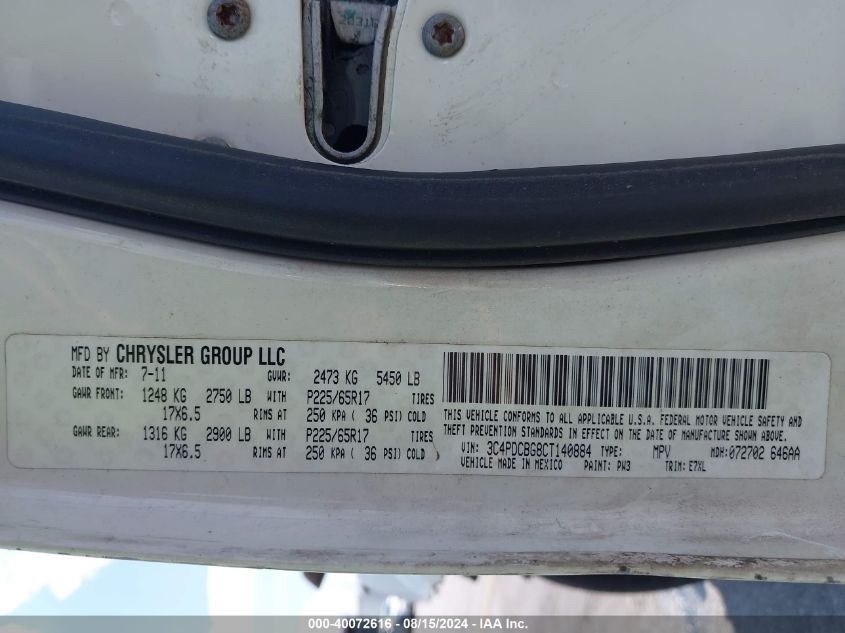 MFD BY CHRYSLER GROUP LLC
DATE OF MFR: 7-11 GVWR: 2473 KG 5450 LB
GAWR FRONT: 1248 KG 2750 LB WITH P225/65R17 TIRES
17X6.5 RIMS AT 250 KPA ( 36 PSI) COLD
GAWR REAR: 1316 KG 2900 LB WITH P225/65R17 TIRES
17X6.5 RIMS AT 250 KPA ( 36 PSI) COLD
THIS VEHICLE CONFORMS TO ALL APPLICABLE U.S.A. FEDERAL MOTOR VEHICLE SAFETY AND
THEFT PREVENTION STANDARDS IN EFFECT ON THE DATE OF MANUFACTURE SHOWN ABOVE.
VIN: 3C4PDCBG8CT140884 TYPE: MPV MDH:072702 646AA
VEHICLE MADE IN MEXICO PAINT: PW3 TRIM: E7XL
000-40072616 - 08/15/2024 - IAA Inc.